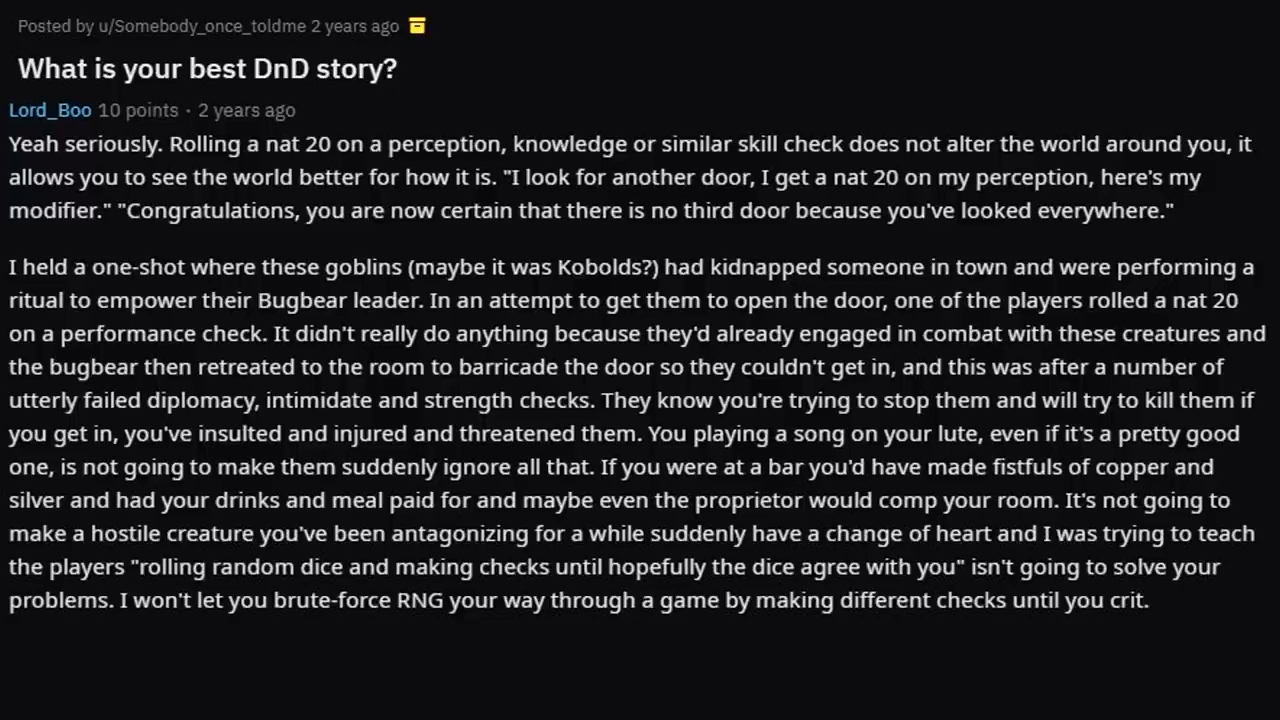 Posted by u/Somebody_once_toldme 2 years ago
What is your best DnD story?
Lord_Boo 10 points · 2 years ago
Yeah seriously. Rolling a nat 20 on a perception, knowledge or similar skill check does not alter the world around you, it
allows you to see the world better for how it is. "I look for another door, I get a nat 20 on my perception, here's my
modifier." "Congratulations, you are now certain that there is no third door because you've looked everywhere."
I held a one-shot where these goblins (maybe it was Kobolds?) had kidnapped someone in town and were performing a
ritual to empower their Bugbear leader. In an attempt to get them to open the door, one of the players rolled a nat 20
on a performance check. It didn't really do anything because they'd already engaged in combat with these creatures and
the bugbear then retreated to the room to barricade the door so they couldn't get in, and this was after a number of
utterly failed diplomacy, intimidate and strength checks. They know you're trying to stop them and will try to kill them if
you get in, you've insulted and injured and threatened them. You playing a song on your lute, even if it's a pretty good
one, is not going to make them suddenly ignore all that. If you were at a bar you'd have made fistfuls of copper and
silver and had your drinks and meal paid for and maybe even the proprietor would comp your room. It's not going to
make a hostile creature you've been antagonizing for a while suddenly have a change of heart and I was trying to teach
the players "rolling random dice and making checks until hopefully the dice agree with you" isn't going to solve your
problems. I won't let you brute-force RNG your way through a game by making different checks until you crit.